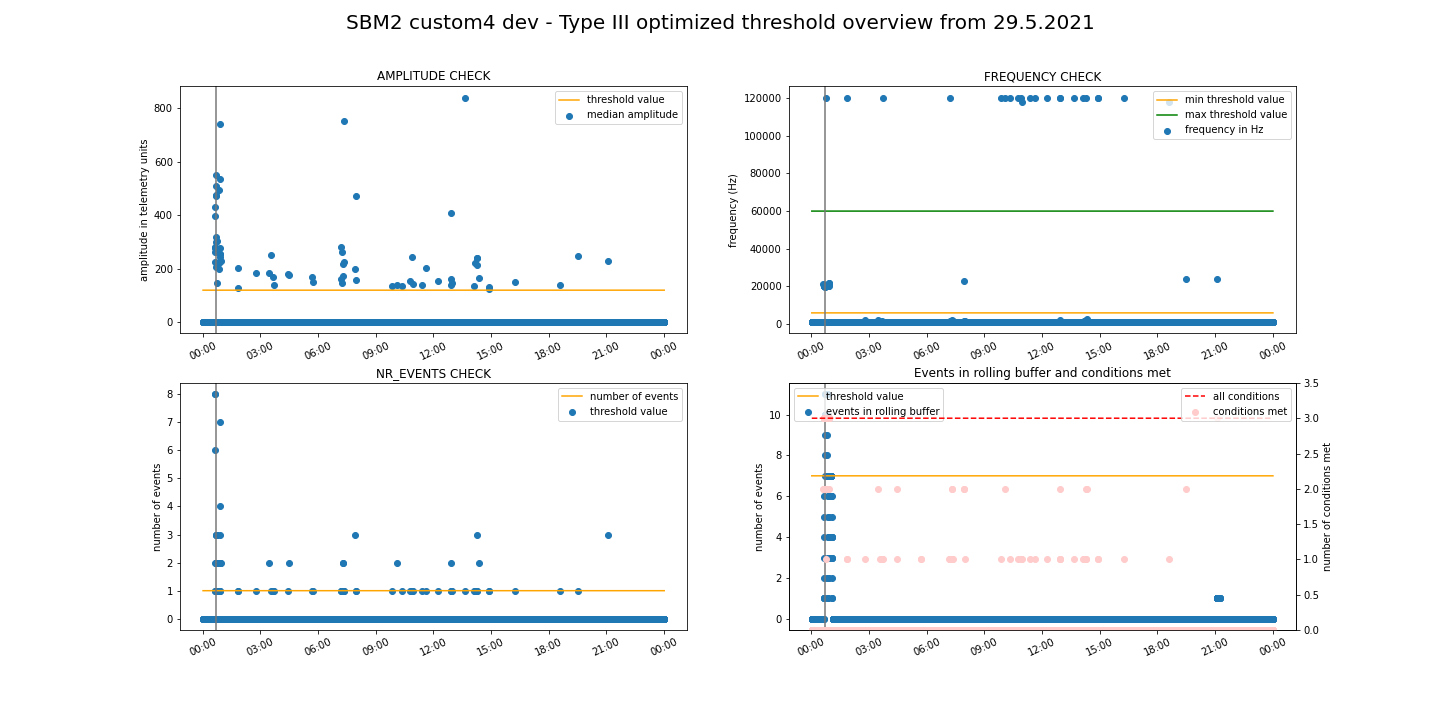 SBM2 custom4 dev - Type III optimized threshold overview from 29.5.2021
AMPLITUDE CHECK
threshold value
median amplitude
amplitude in telemetry units
800
600
400
200
0
00:00 03:00 06:00 09:00 12:00 15:00 18:00 21:00 00:00
FREQUENCY CHECK
min threshold value
max threshold value
frequency in Hz
frequency (Hz)
120000
100000
80000
60000
40000
20000
0
00:00 03:00 06:00 09:00 12:00 15:00 18:00 21:00 00:00
NR_EVENTS CHECK
number of events
threshold value
number of events
8
7
6
5
4
3
2
1
0
00:00 03:00 06:00 09:00 12:00 15:00 18:00 21:00 00:00
Events in rolling buffer and conditions met
threshold value
events in rolling buffer
all conditions
conditions met
number of events
10
8
6
4
2
0
3.5
3.0
2.5
2.0
1.5
1.0
0.5
0.0
number of conditions met
00:00 03:00 06:00 09:00 12:00 15:00 18:00 21:00 00:00